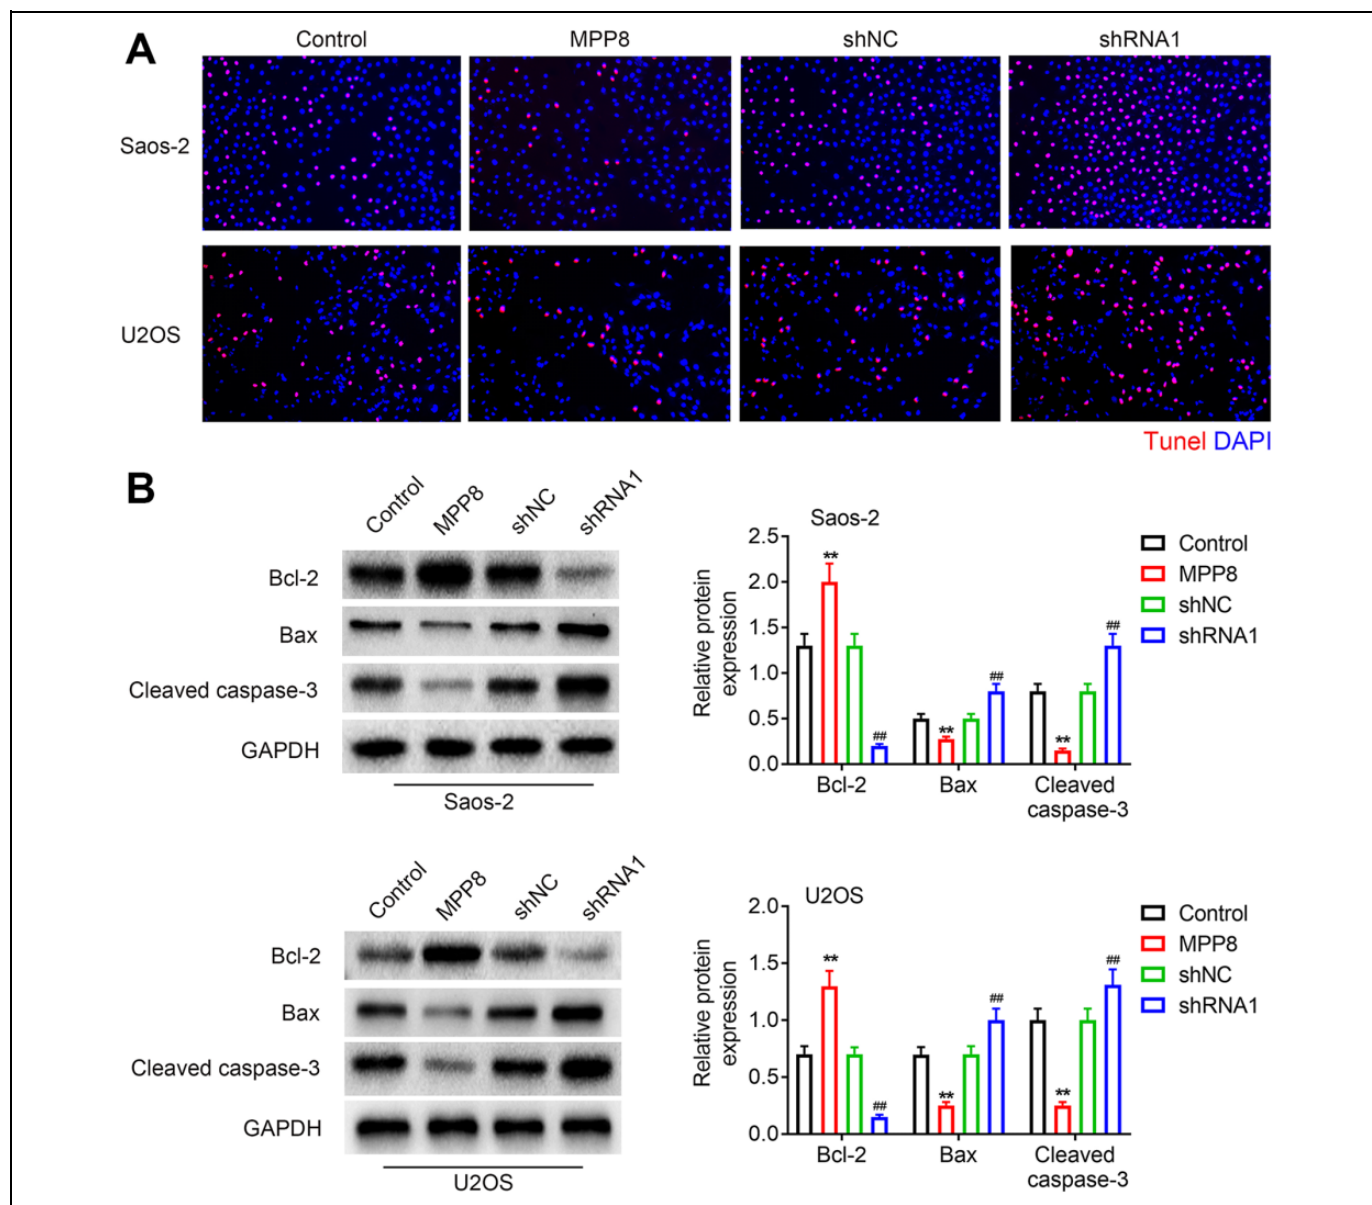 A
Control MPP8 shNC shRNA1
Saos-2
U2OS
Tunel DAPI
B
Control MPP8 shNC shRNA1
Bcl-2
Bax
Cleaved caspase-3
GAPDH
Saos-2
Saos-2
Relative protein
expression
2.5
2.0
1.5
1.0
0.5
0.0
** ## ** ## ** ##
Bcl-2 Bax Cleaved
caspase-3
Control
MPP8
shNC
shRNA1
Control MPP8 shNC shRNA1
Bcl-2
Bax
Cleaved caspase-3
GAPDH
U2OS
U2OS
Relative protein
expression
2.0
1.5
1.0
0.5
0.0
** ## ** ## ** ##
Bcl-2 Bax Cleaved
caspase-3
Control
MPP8
shNC
shRNA1